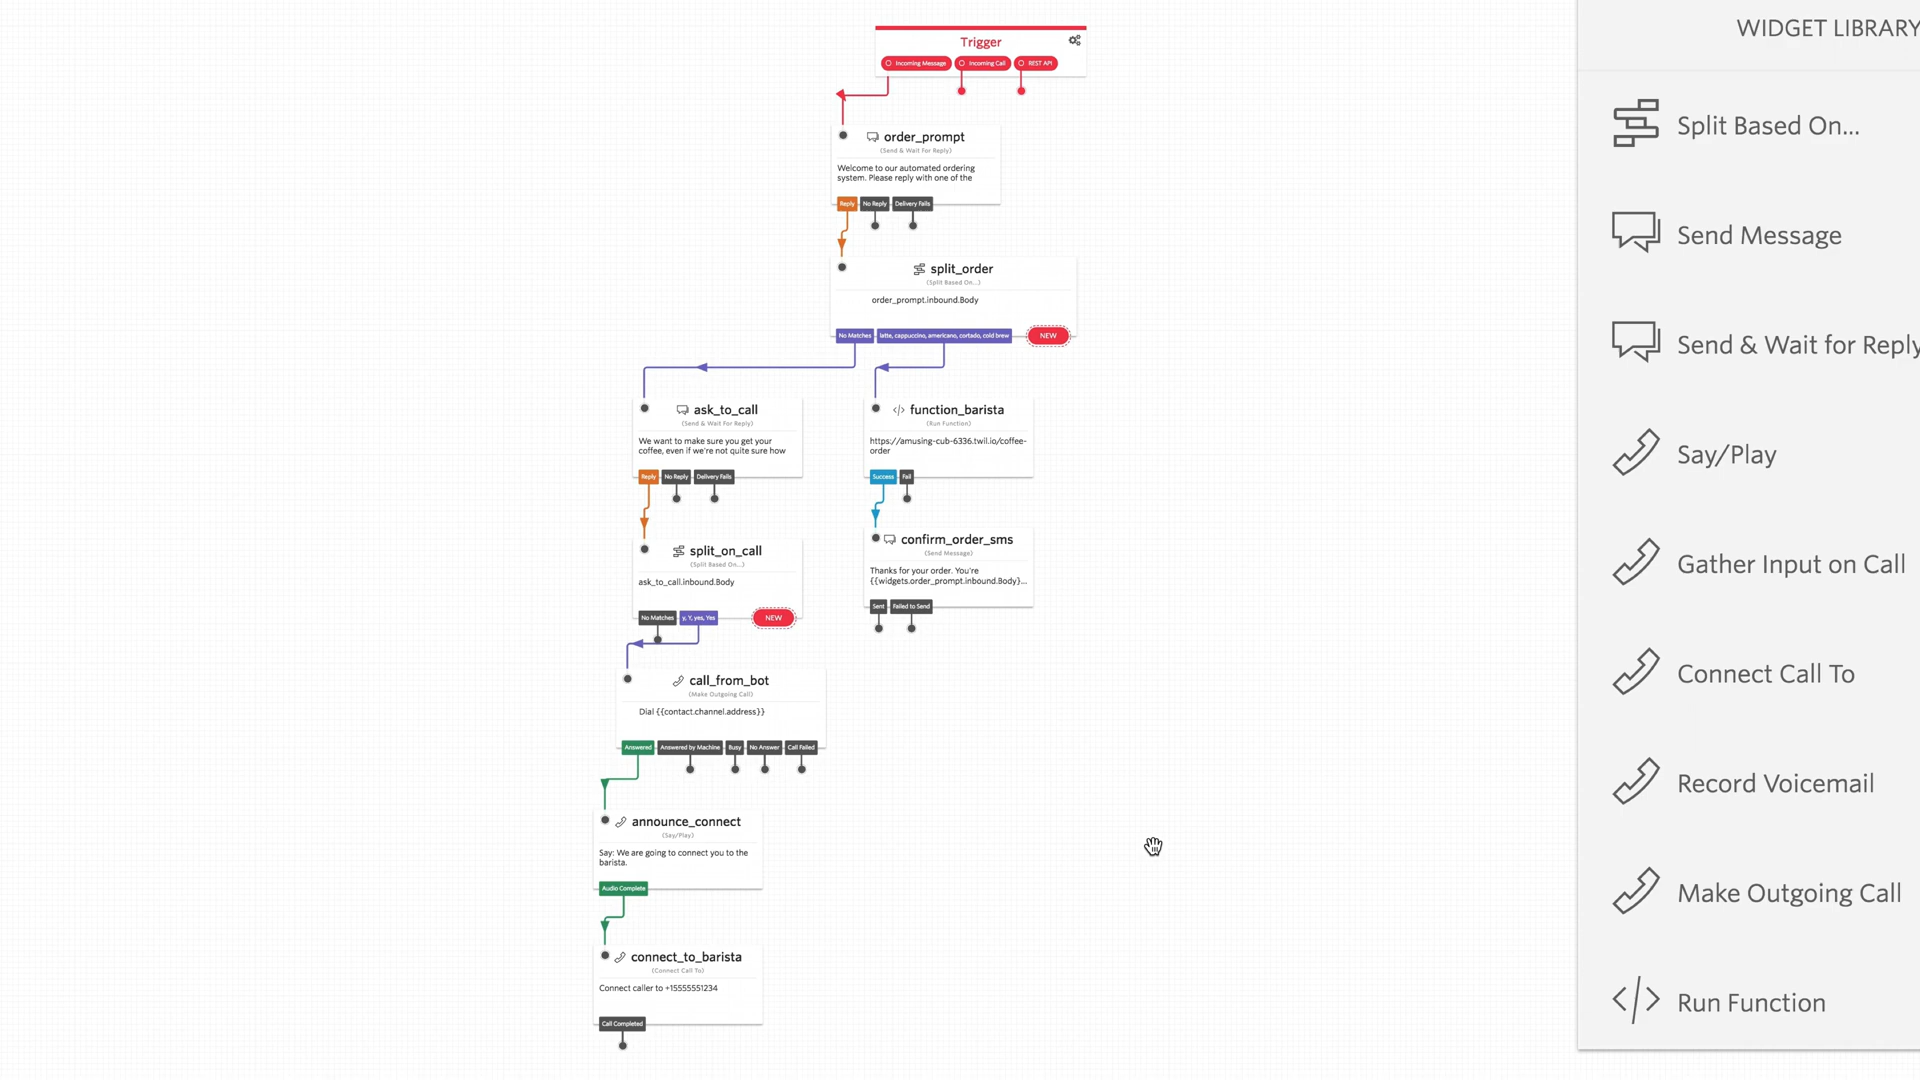 Trigger
Incoming Message Incoming Call REST API
order_prompt
(Send & Wait For Reply)
Welcome to our automated ordering
system. Please reply with one of the
Reply No Reply Delivery Fails
split_order
(Split Based On...)
order_prompt.inbound.Body
No Matches latte, cappuccino, americano, cortado, cold brew NEW
ask_to_call
(Send & Wait For Reply)
We want to make sure you get your
coffee, even if we're not quite sure how
Reply No Reply Delivery Fails
function_barista
(Run Function)
https://amusing-cub-6336.twil.io/coffee-
order
Success Fail
split_on_call
(Split Based On...)
ask_to_call.inbound.Body
No Matches y, Y, yes, Yes NEW
confirm_order_sms
(Send Message)
Thanks for your order. You're
{{widgets.order_prompt.inbound.Body}...
Sent Failed to Send
call_from_bot
(Make Outgoing Call)
Dial {{contact.channel.address}}
Answered Answered by Machine Busy No Answer Call Failed
announce_connect
(Say/Play)
Say: We are going to connect you to the
barista.
Audio Complete
connect_to_barista
(Connect Call To)
Connect caller to +15555551234
Call Completed
WIDGET LIBRARY
Split Based On...
Send Message
Send & Wait for Reply
Say/Play
Gather Input on Call
Connect Call To
Record Voicemail
Make Outgoing Call
Run Function